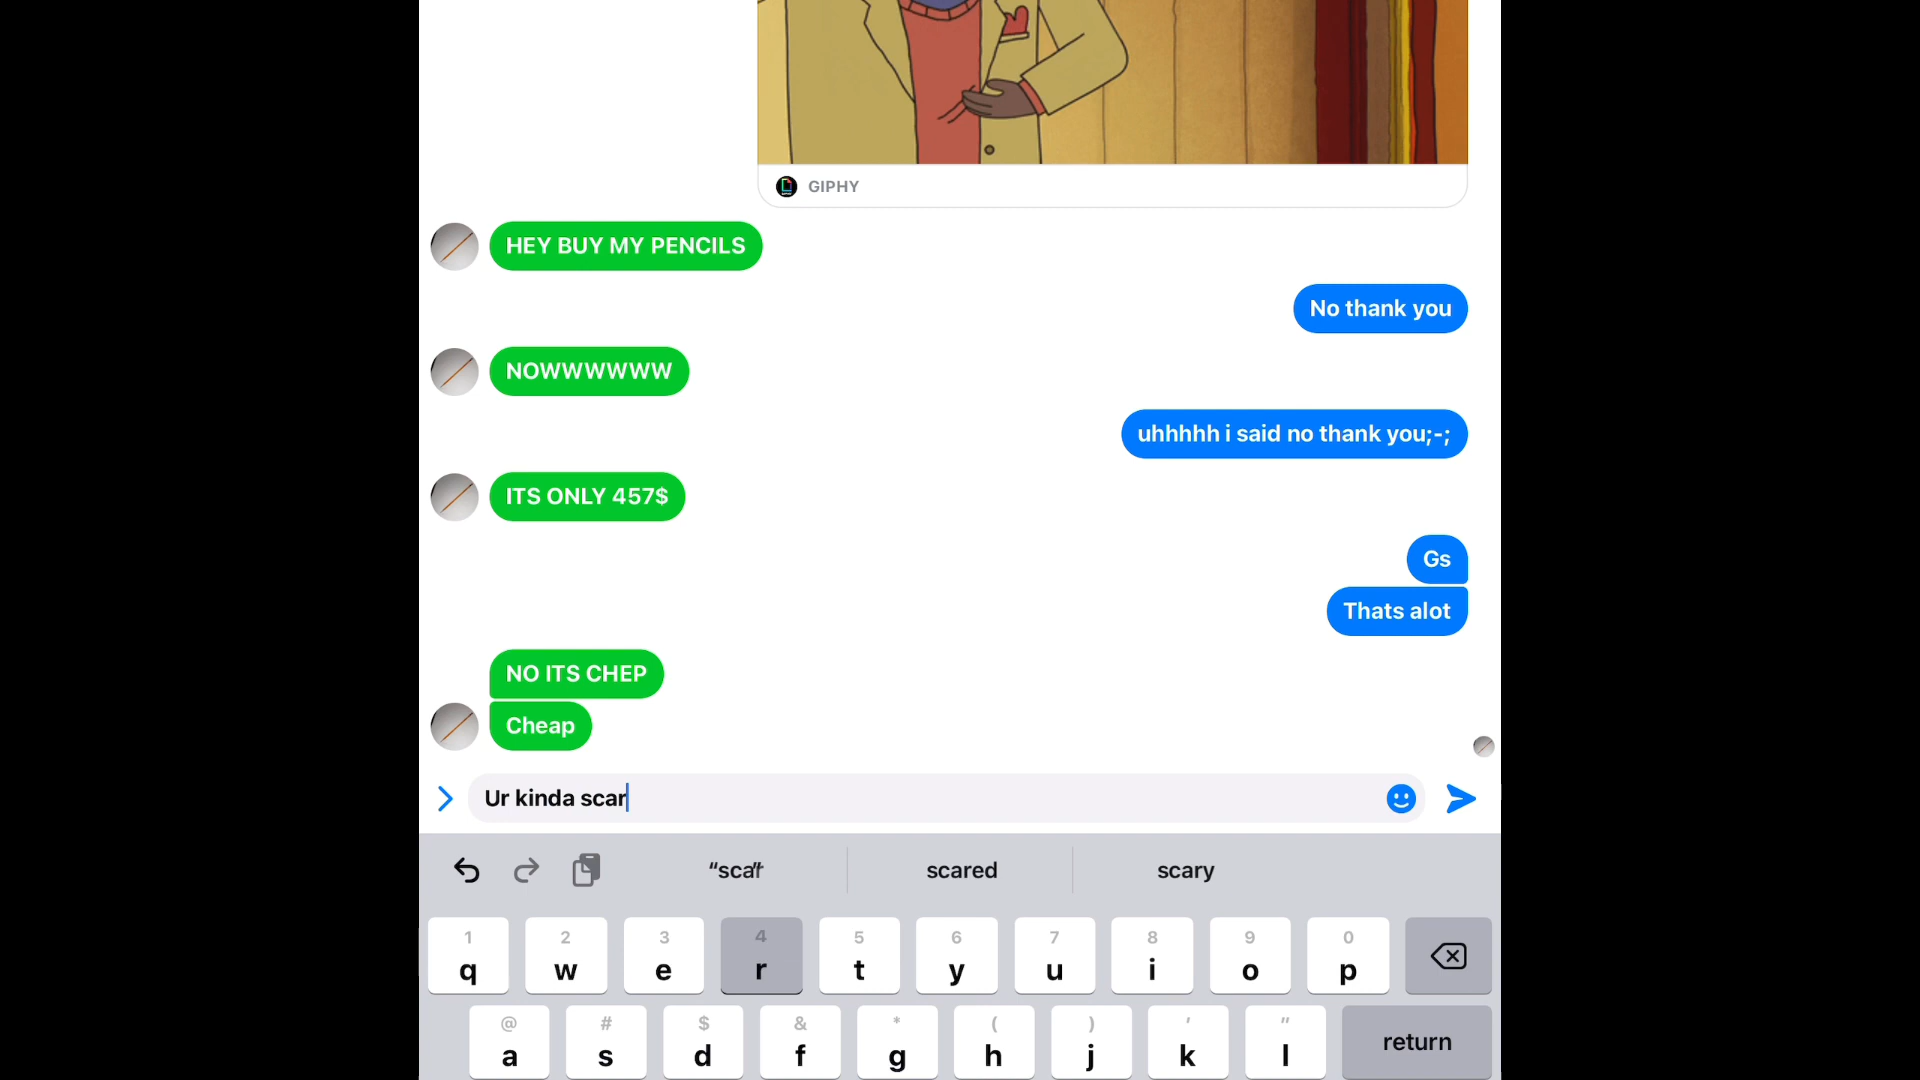 GIPHY
HEY BUY MY PENCILS
No thank you
NOWWWWWW
uhhhhh i said no thank you;-;
ITS ONLY 457$
Gs
Thats alot
NO ITS CHEP
Cheap
Ur kinda scar
scared scary
1 2 3 4 5 6 7 8 9 0
q w e r t y u i o p
@ # $ & * ( ) ' "
a s d f g h j k l return